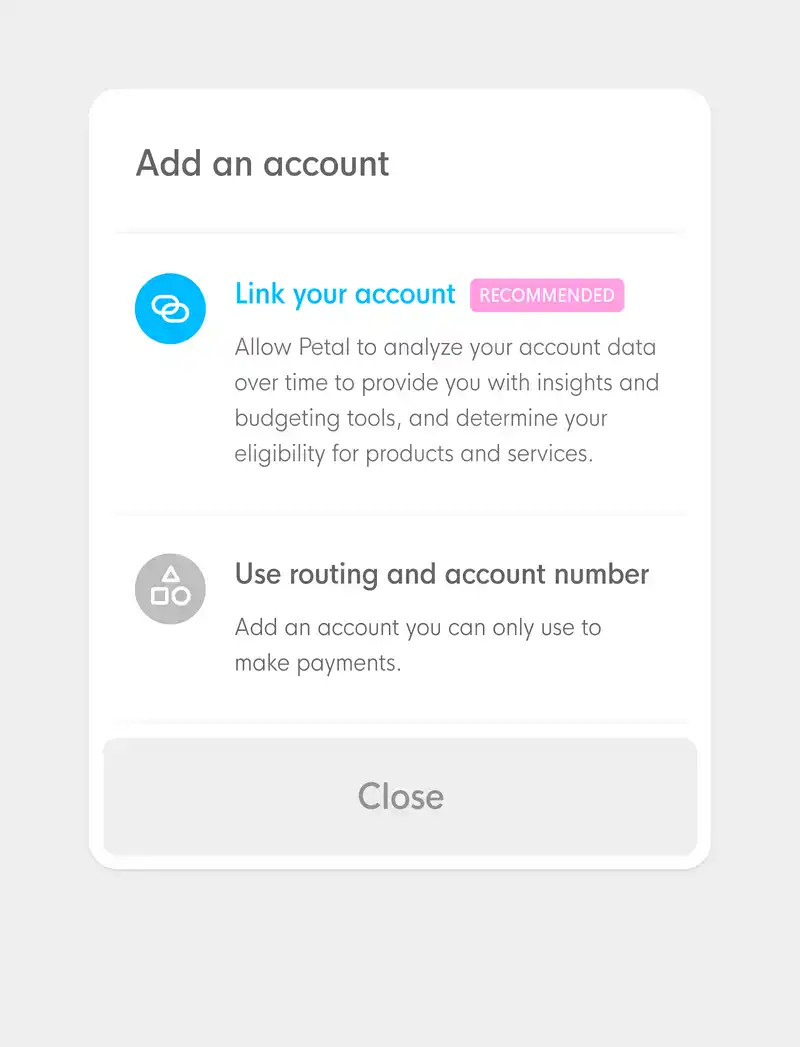 Add an account
Link your account RECOMMENDED
Allow Petal to analyze your account data
over time to provide you with insights and
budgeting tools, and determine your
eligibility for products and services.
Use routing and account number
Add an account you can only use to
make payments.
Close